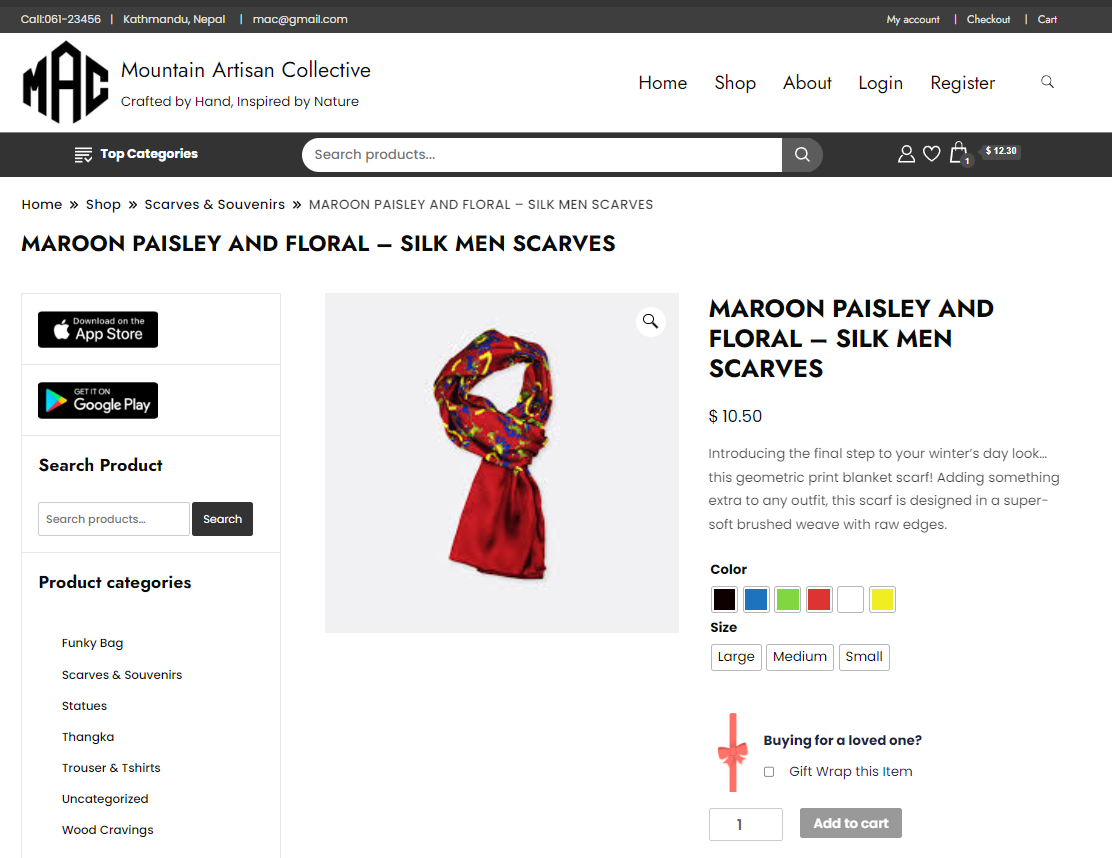 Call:061-23456 | Kathmandu, Nepal | mac@gmail.com
My account | Checkout | Cart
MAC
Mountain Artisan Collective
Crafted by Hand, Inspired by Nature
Home Shop About Login Register
Top Categories
Search products...
1
$ 12.30
Home » Shop » Scarves & Souvenirs » MAROON PAISLEY AND FLORAL – SILK MEN SCARVES
MAROON PAISLEY AND FLORAL – SILK MEN SCARVES
Download on the
App Store
GET IT ON
Google Play
Search Product
Search products...
Search
Product categories
Funky Bag
Scarves & Souvenirs
Statues
Thangka
Trouser & Tshirts
Uncategorized
Wood Cravings
MAROON PAISLEY AND
FLORAL – SILK MEN
SCARVES
$ 10.50
Introducing the final step to your winter's day look...
this geometric print blanket scarf! Adding something
extra to any outfit, this scarf is designed in a super-
soft brushed weave with raw edges.
Color
Size
Large Medium Small
Buying for a loved one?
Gift Wrap this Item
1
Add to cart